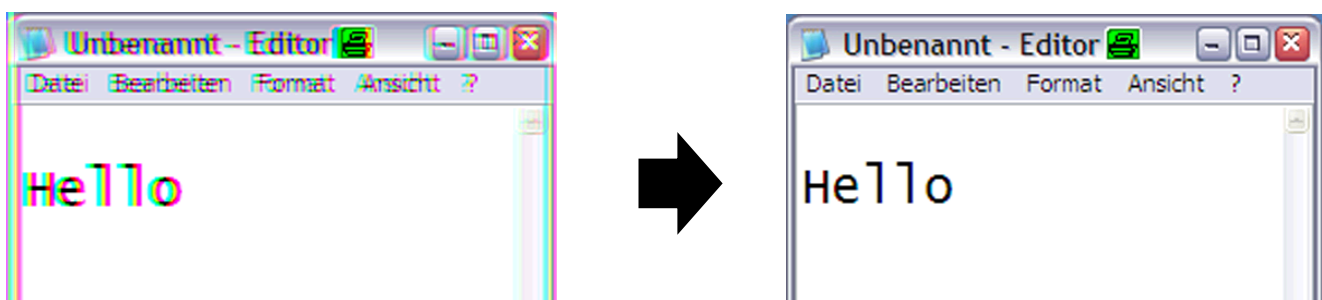 Unbenannt - Editor
Datei Bearbeiten Format Ansicht ?
Hello
Unbenannt - Editor
Datei Bearbeiten Format Ansicht ?
Hello